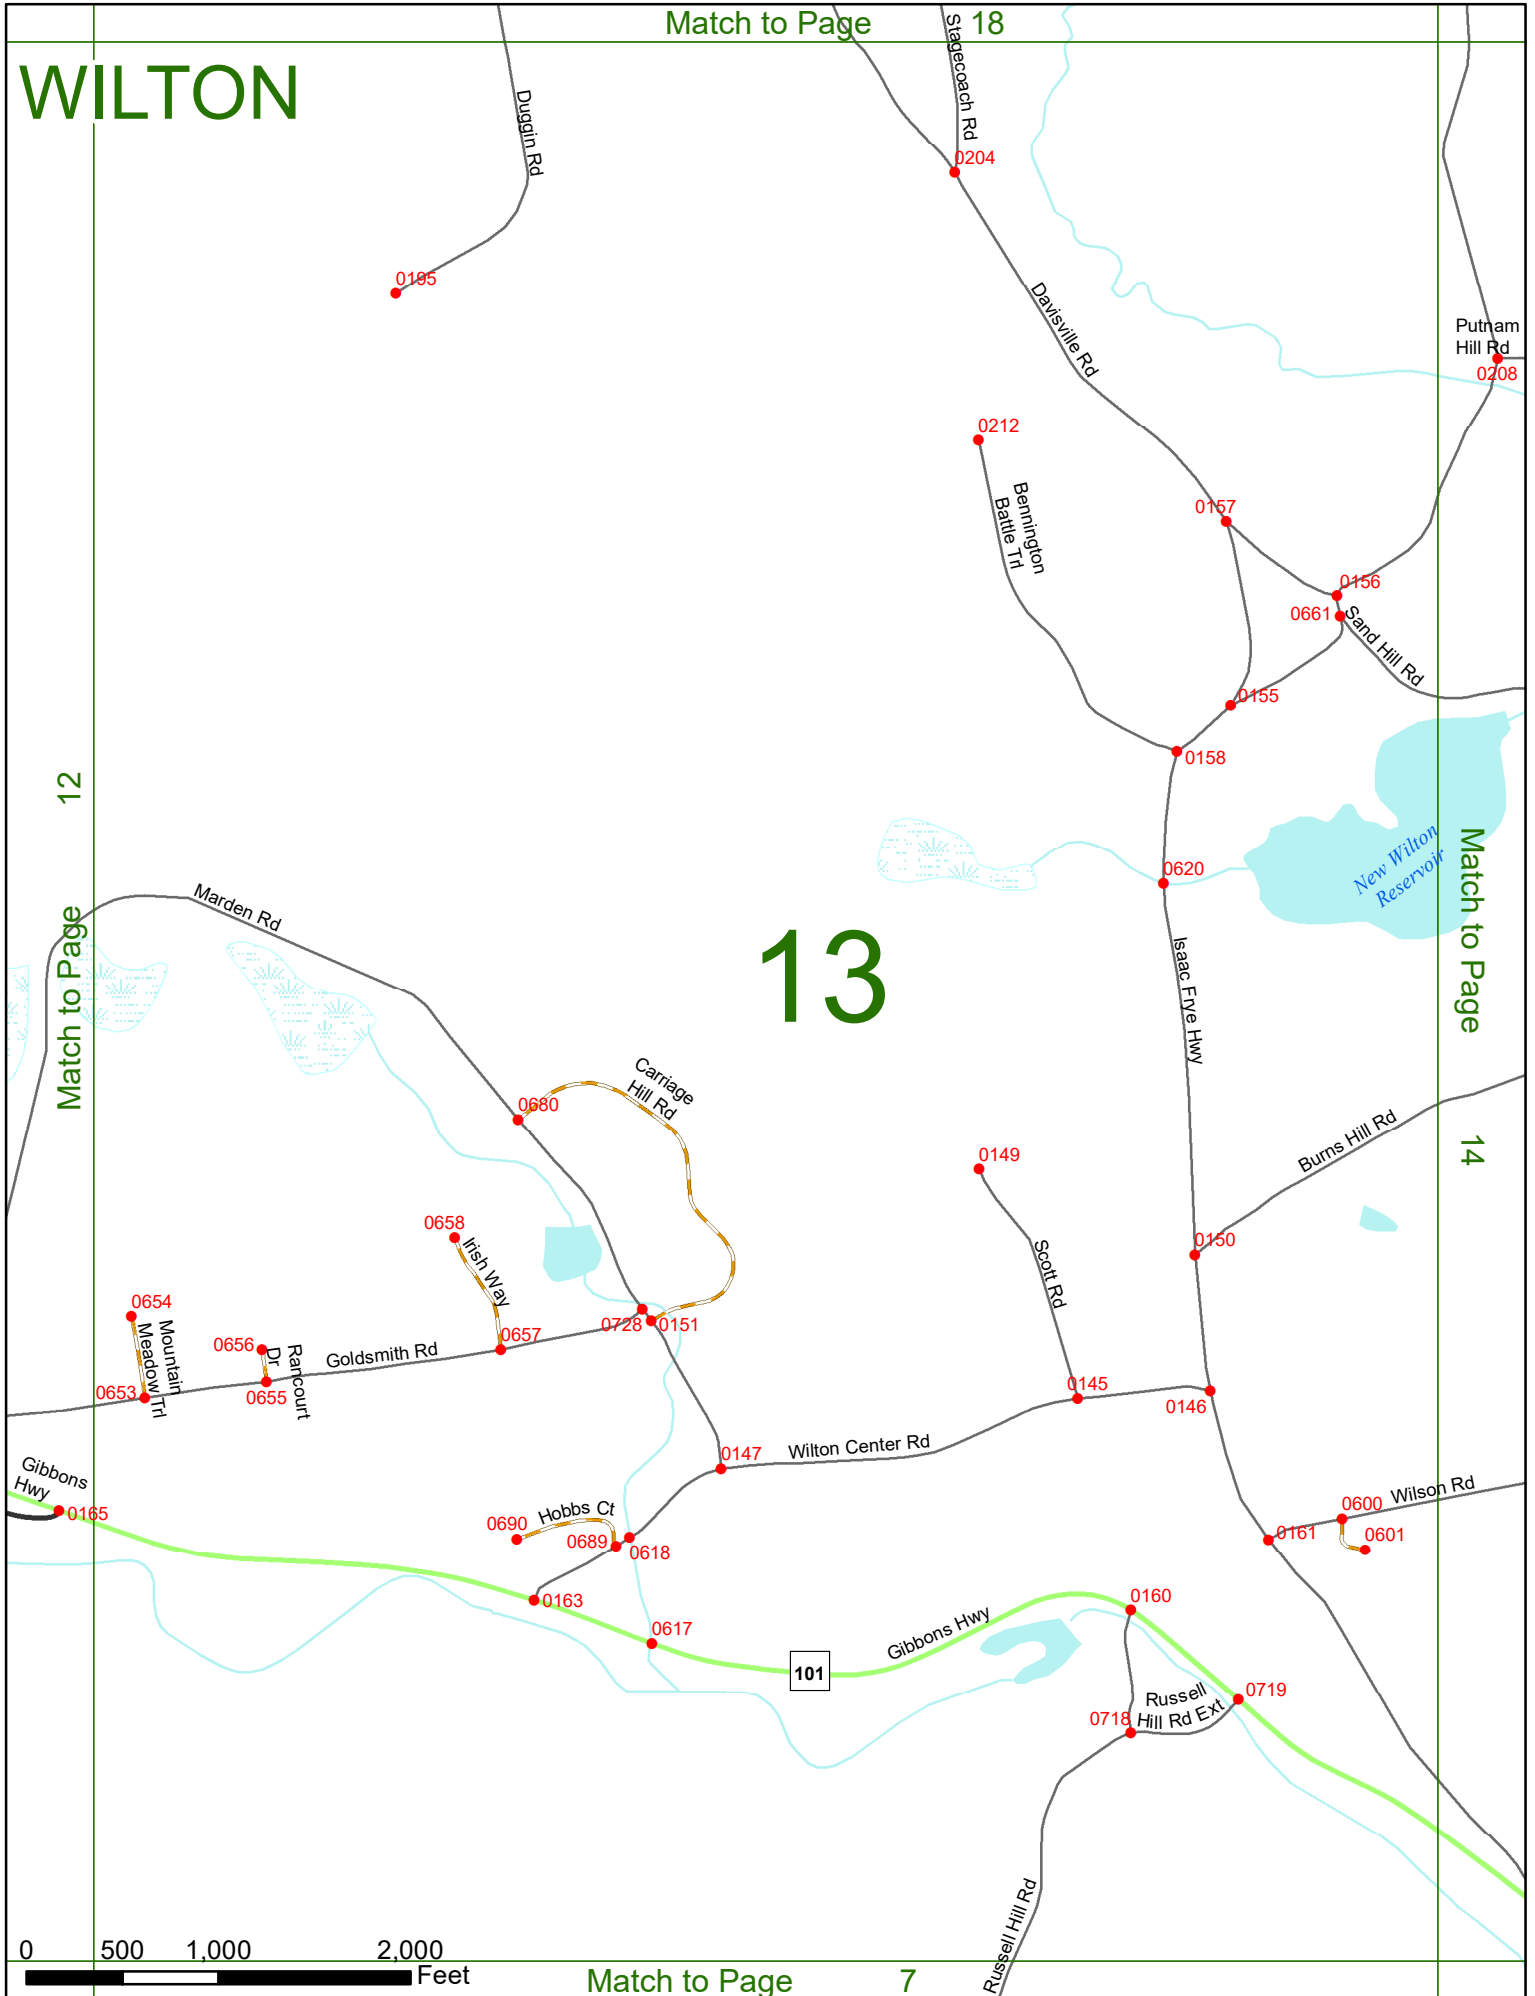 Match to Page 18
WILTON
Stagecoach Rd
Duggin Rd
0204
0195
Davisville Rd
Putnam
Hill Rd
0208
0212
Bennington
Battle Trl
0157
0156
0661
Sand Hill Rd
0155
0158
12
Match to Page
New Wilton
Reservoir
Match to Page
14
0620
Marden Rd
13
Isaac Frye Hwy
Carriage
Hill Rd
0680
Burns Hill Rd
0149
0658
Irish Way
0150
Scott Rd
0654
Mountain
Meadow Trl
0656
Rancourt
Dr
0657
0728
0151
Goldsmith Rd
0653
0655
0145
0146
0147
Wilton Center Rd
Gibbons
Hwy
0165
Hobbs Ct
0690
0689
0618
0600
Wilson Rd
0161
0601
0163
0160
0617
Gibbons Hwy
101
Russell
Hill Rd Ext
0719
0718
Russell Hill Rd
0 500 1,000 2,000
Feet
Match to Page 7